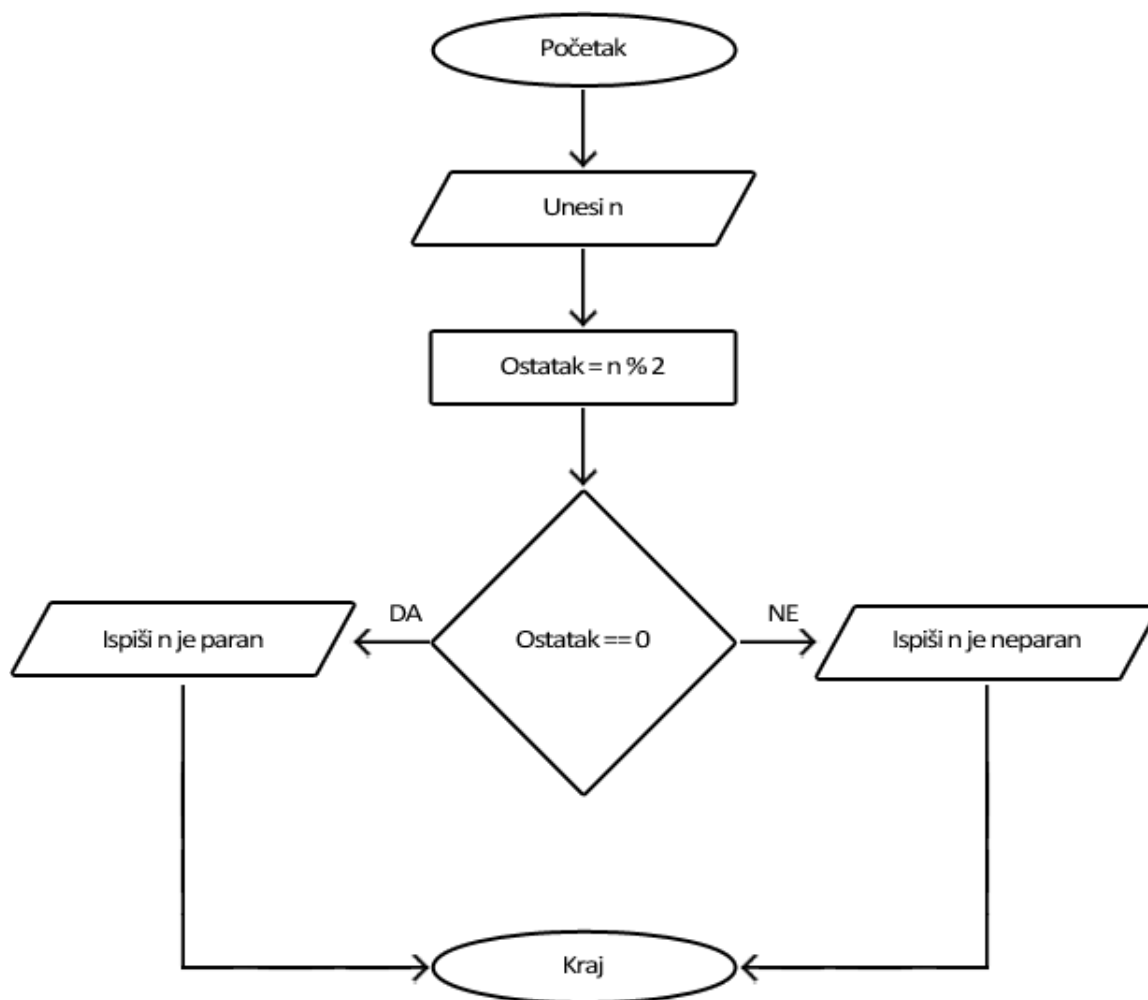 Početak
Unesi n
Ostatak = n % 2
DA
NE
Ispiši n je paran
Ostatak == 0
Ispiši n je neparan
Kraj